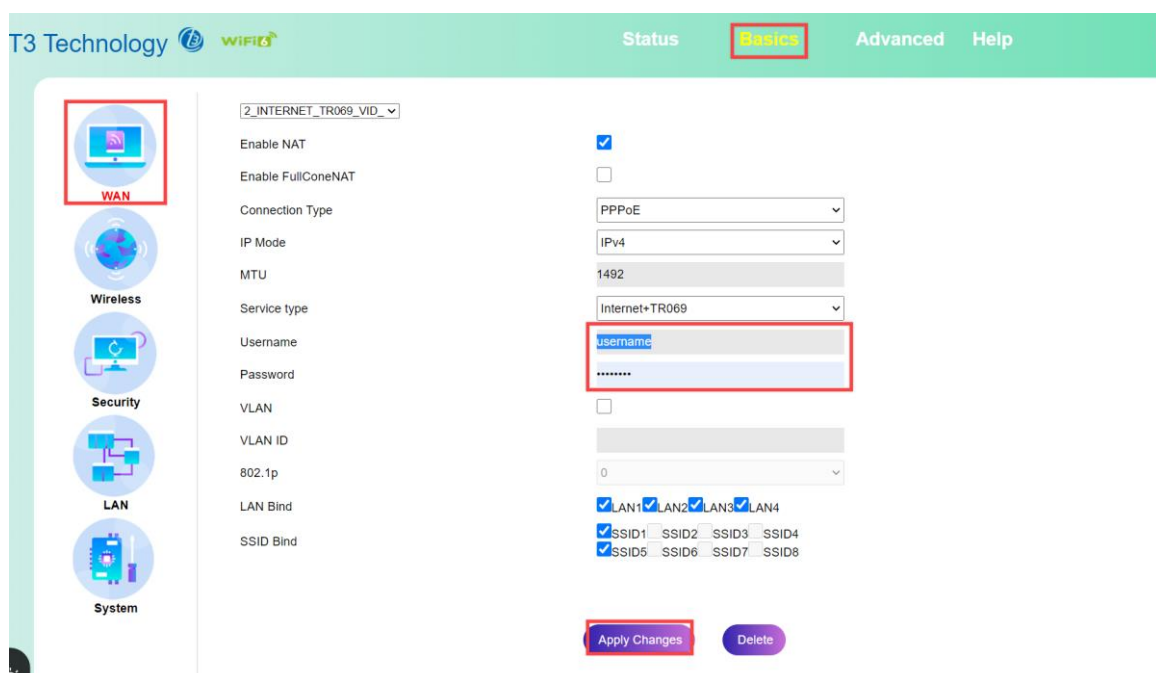 T3 Technology WiFi6
Status Basics Advanced Help
WAN
Wireless
Security
LAN
System
2_INTERNET_TR069_VID_
Enable NAT
Enable FullConeNAT
Connection Type PPPoE
IP Mode IPv4
MTU 1492
Service type Internet+TR069
Username username
Password ••••••••
VLAN
VLAN ID
802.1p 0
LAN Bind LAN1 LAN2 LAN3 LAN4
SSID Bind SSID1 SSID2 SSID3 SSID4
SSID5 SSID6 SSID7 SSID8
Apply Changes Delete